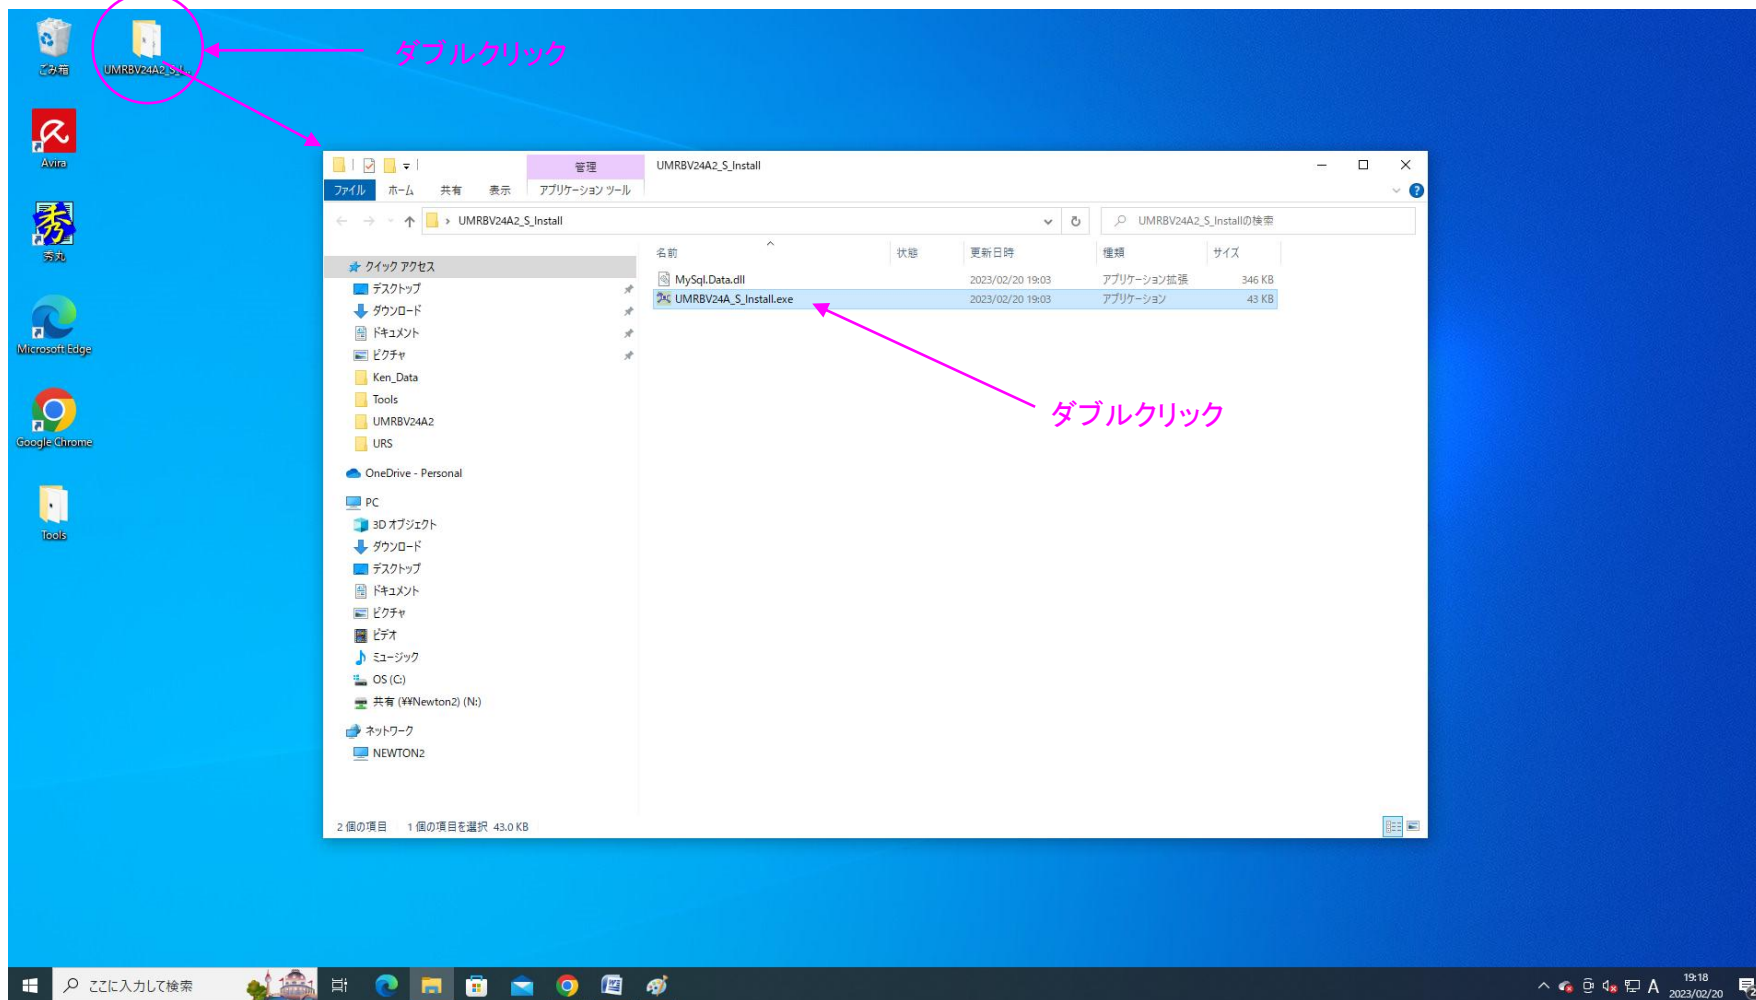 ごみ箱
UMRBV24A2_S_I...
ダブルクリック
Avira
秀丸
Microsoft Edge
Google Chrome
Tools
管理
UMRBV24A2_S_Install
ファイル
ホーム
共有
表示
アプリケーション ツール
UMRBV24A2_S_Install
UMRBV24A2_S_Installの検索
クイック アクセス
デスクトップ
ダウンロード
ドキュメント
ピクチャ
Ken_Data
Tools
UMRBV24A2
URS
OneDrive - Personal
PC
3D オブジェクト
ダウンロード
デスクトップ
ドキュメント
ピクチャ
ビデオ
ミュージック
OS (C:)
共有 (¥¥Newton2) (N:)
ネットワーク
NEWTON2
名前 状態 更新日時 種類 サイズ
MySql.Data.dll 2023/02/20 19:03 アプリケーション拡張 346 KB
UMRBV24A_S_Install.exe 2023/02/20 19:03 アプリケーション 43 KB
ダブルクリック
2 個の項目 1 個の項目を選択 43.0 KB
ここに入力して検索
A
19:18
2023/02/20
2